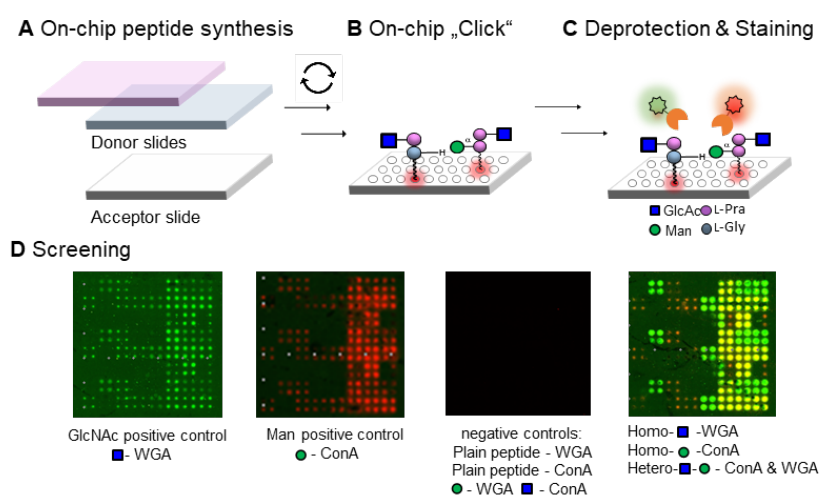 A On-chip peptide synthesis
B On-chip „Click“
C Deprotection & Staining
Donor slides
Acceptor slide
H
α
α
H
α
GlcAc L-Pra
Man L-Gly
D Screening
GlcNAc positive control
- WGA
Man positive control
- ConA
negative controls:
Plain peptide - WGA
Plain peptide - ConA
- WGA - ConA
Homo- -WGA
Homo- -ConA
Hetero- - - ConA & WGA